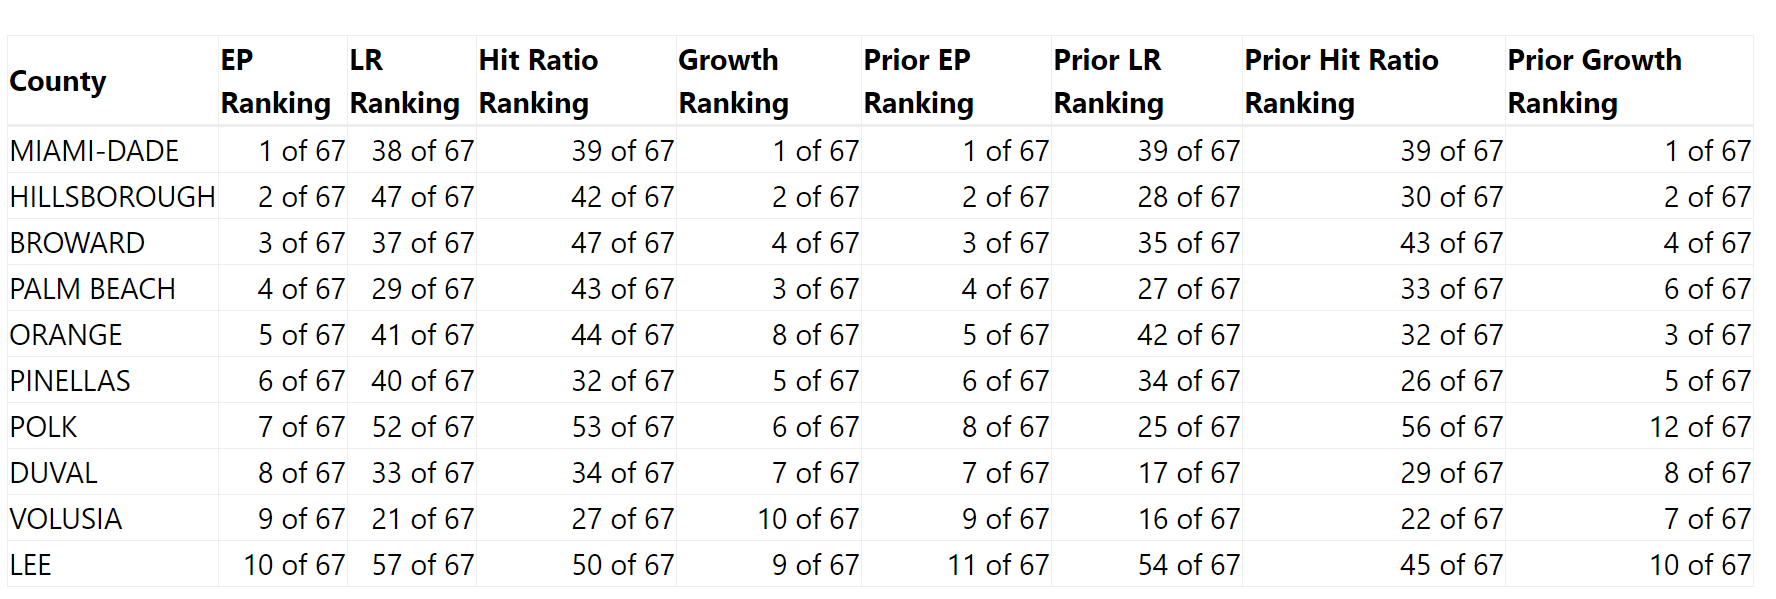 County EP Ranking LR Ranking Hit Ratio Ranking Growth Ranking Prior EP Ranking Prior LR Ranking Prior Hit Ratio Ranking Prior Growth Ranking
MIAMI-DADE 1 of 67 38 of 67 39 of 67 1 of 67 1 of 67 39 of 67 39 of 67 1 of 67
HILLSBOROUGH 2 of 67 47 of 67 42 of 67 2 of 67 2 of 67 28 of 67 30 of 67 2 of 67
BROWARD 3 of 67 37 of 67 47 of 67 4 of 67 3 of 67 35 of 67 43 of 67 4 of 67
PALM BEACH 4 of 67 29 of 67 43 of 67 3 of 67 4 of 67 27 of 67 33 of 67 6 of 67
ORANGE 5 of 67 41 of 67 44 of 67 8 of 67 5 of 67 42 of 67 32 of 67 3 of 67
PINELLAS 6 of 67 40 of 67 32 of 67 5 of 67 6 of 67 34 of 67 26 of 67 5 of 67
POLK 7 of 67 52 of 67 53 of 67 6 of 67 8 of 67 25 of 67 56 of 67 12 of 67
DUVAL 8 of 67 33 of 67 34 of 67 7 of 67 7 of 67 17 of 67 29 of 67 8 of 67
VOLUSIA 9 of 67 21 of 67 27 of 67 10 of 67 9 of 67 16 of 67 22 of 67 7 of 67
LEE 10 of 67 57 of 67 50 of 67 9 of 67 11 of 67 54 of 67 45 of 67 10 of 67